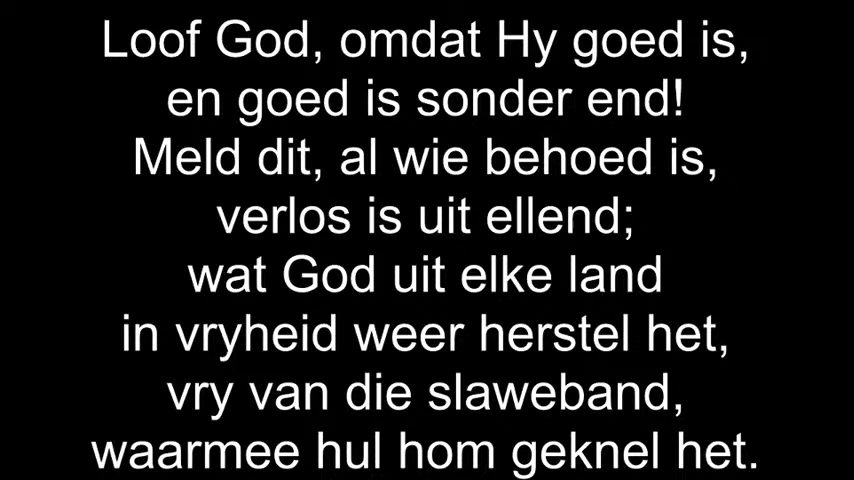 Loof God, omdat Hy goed is,
en goed is sonder end!
Meld dit, al wie behoed is,
verlos is uit ellend;
wat God uit elke land
in vryheid weer herstel het,
vry van die slaweband,
waarmee hul hom geknel het.